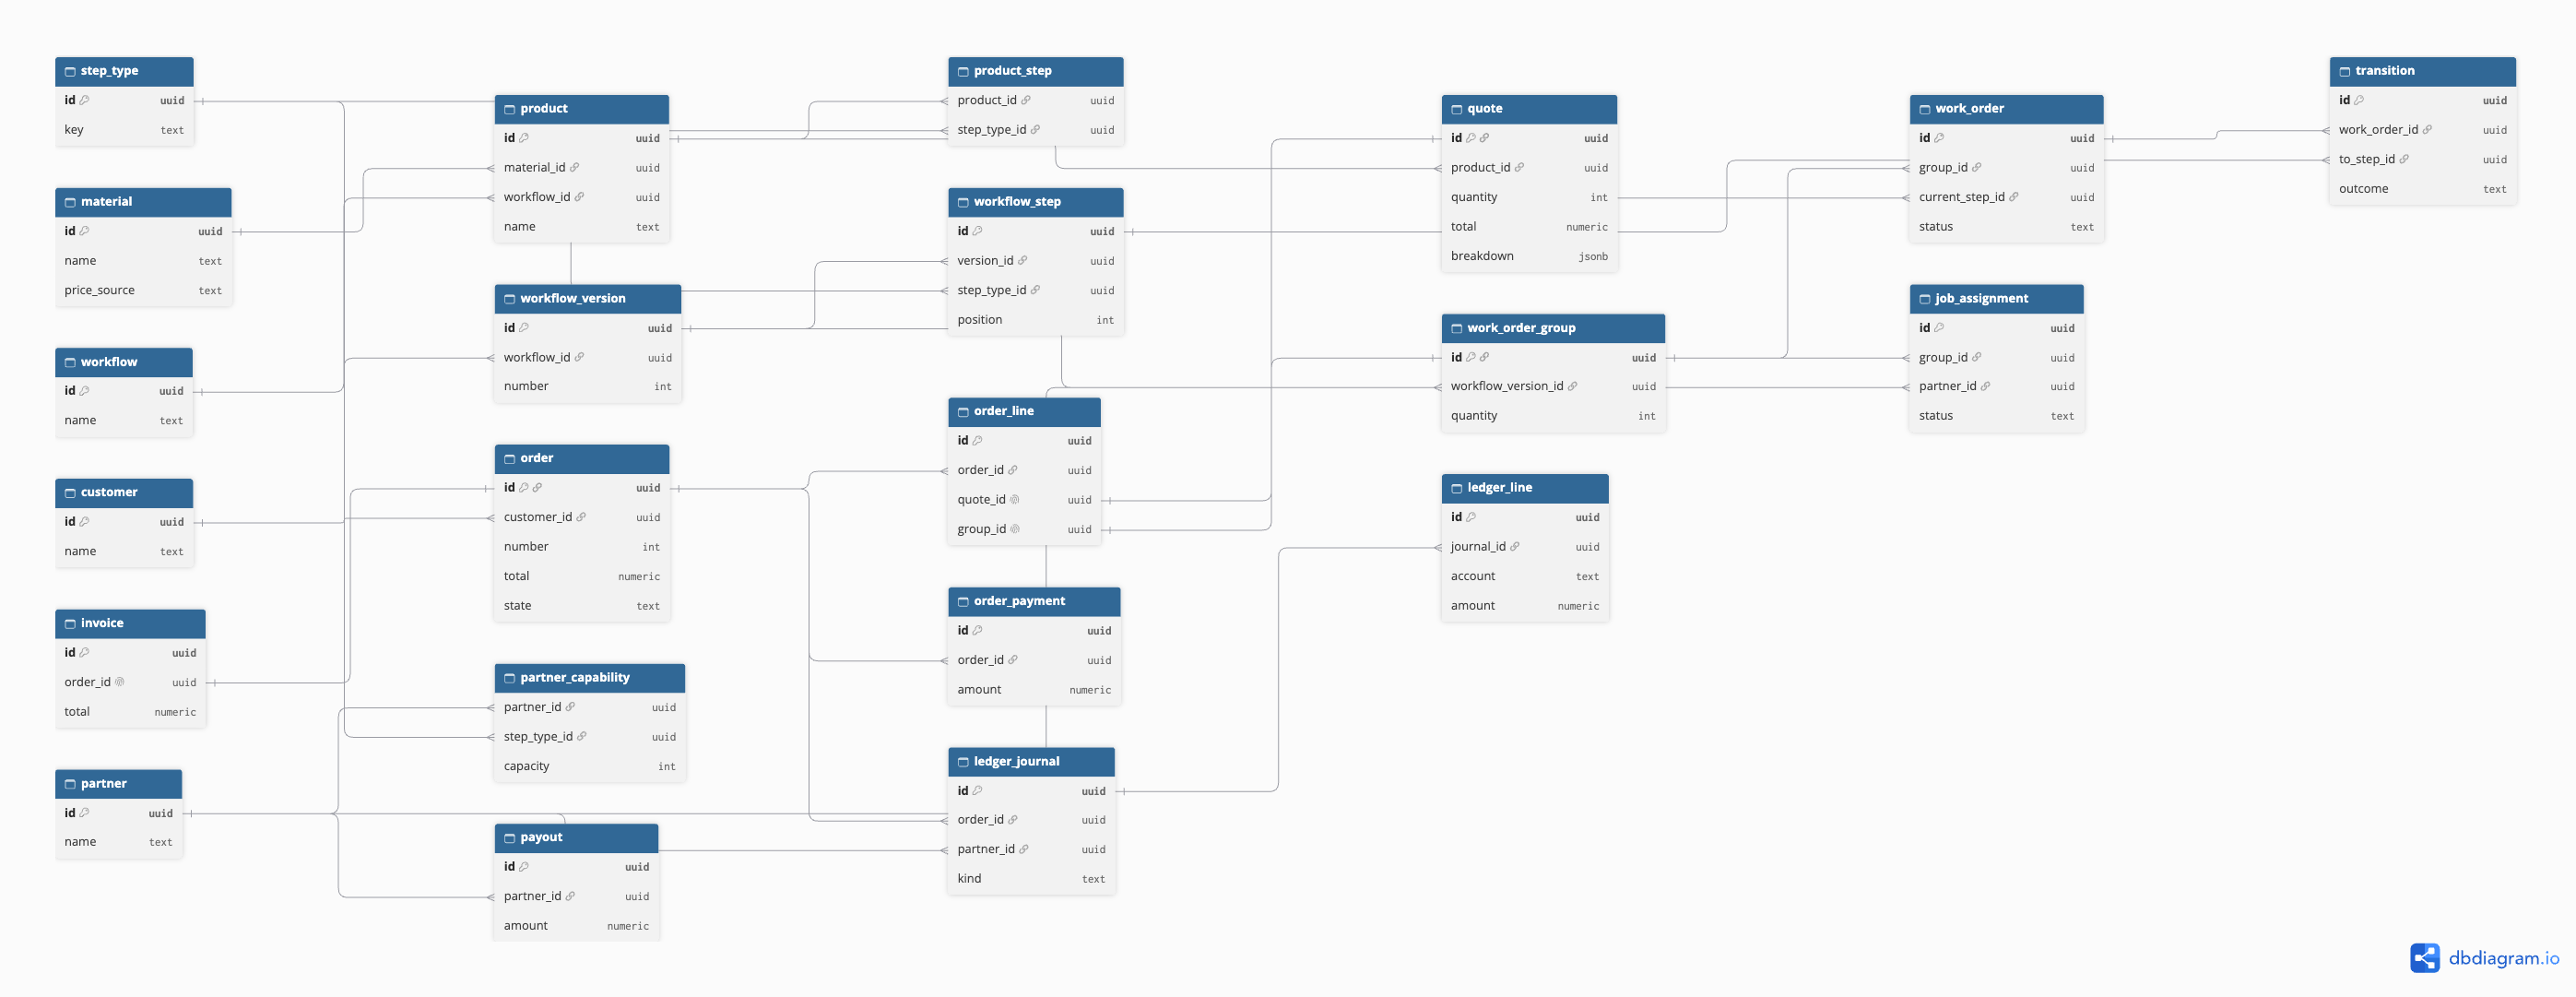 step_type
id uuid
key text
material
id uuid
name text
price_source text
workflow
id uuid
name text
customer
id uuid
name text
invoice
id uuid
order_id uuid
total numeric
partner
id uuid
name text
product
id uuid
material_id uuid
workflow_id uuid
name text
workflow_version
id uuid
workflow_id uuid
number int
order
id uuid
customer_id uuid
number int
total numeric
state text
partner_capability
partner_id uuid
step_type_id uuid
capacity int
payout
id uuid
partner_id uuid
amount numeric
product_step
product_id uuid
step_type_id uuid
workflow_step
id uuid
version_id uuid
step_type_id uuid
position int
order_line
id uuid
order_id uuid
quote_id uuid
group_id uuid
order_payment
id uuid
order_id uuid
amount numeric
ledger_journal
id uuid
order_id uuid
partner_id uuid
kind text
quote
id uuid
product_id uuid
quantity int
total numeric
breakdown jsonb
work_order_group
id uuid
workflow_version_id uuid
quantity int
ledger_line
id uuid
journal_id uuid
account text
amount numeric
work_order
id uuid
group_id uuid
current_step_id uuid
status text
job_assignment
id uuid
group_id uuid
partner_id uuid
status text
transition
id uuid
work_order_id uuid
to_step_id uuid
outcome text
dbdiagram.io